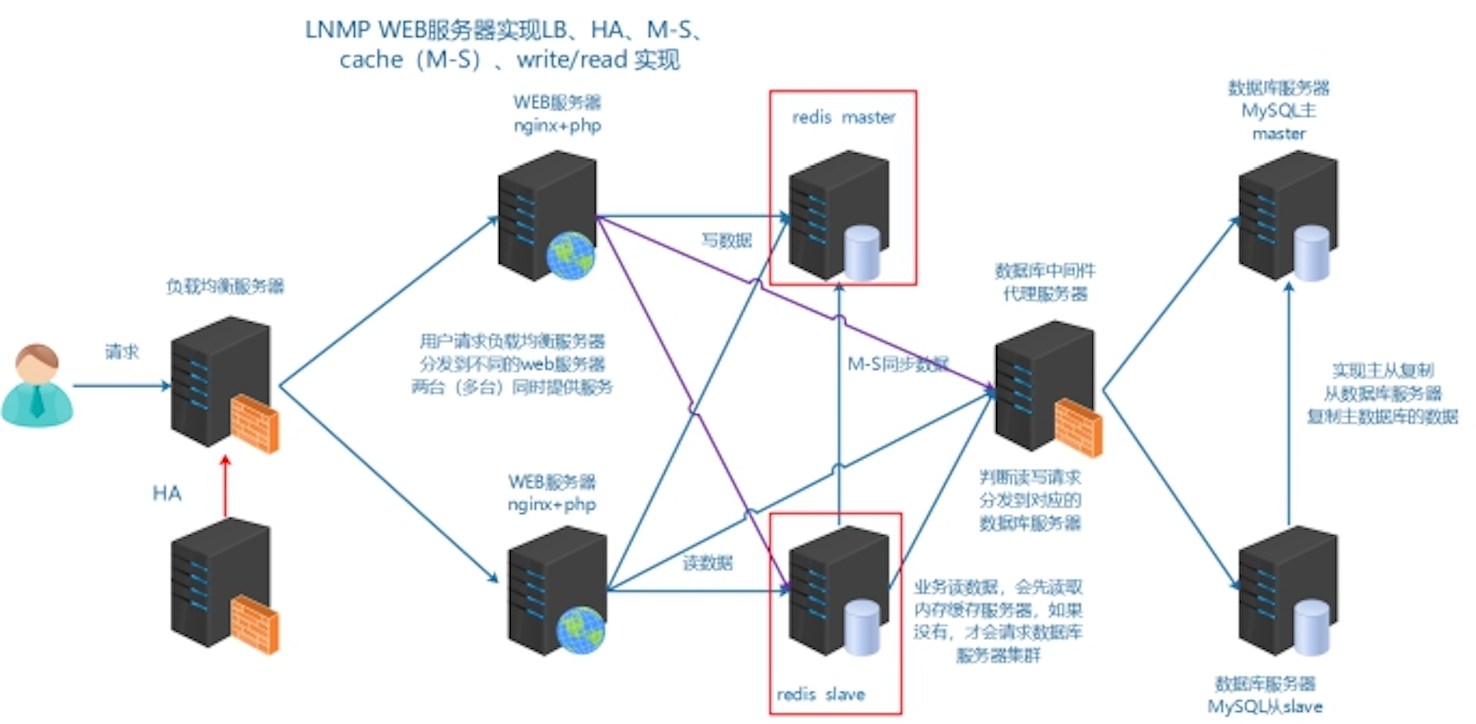 LNMP WEB服务器实现LB、HA、M-S、
cache（M-S）、write/read 实现
WEB服务器
nginx+php
redis master
数据库服务器
MySQL主
master
写数据
负载均衡服务器
数据库中间件
代理服务器
请求
用户请求负载均衡服务器
分发到不同的web服务器
两台（多台）同时提供服务
M-S同步数据
实现主从复制
从数据库服务器
复制主数据库的数据
HA
WEB服务器
nginx+php
判断读写请求
分发到对应的
数据库服务器
读数据
业务读数据，会先读取
内存缓存服务器，如果
没有，才会请求数据库
服务器集群
redis slave
数据库服务器
MySQL从slave